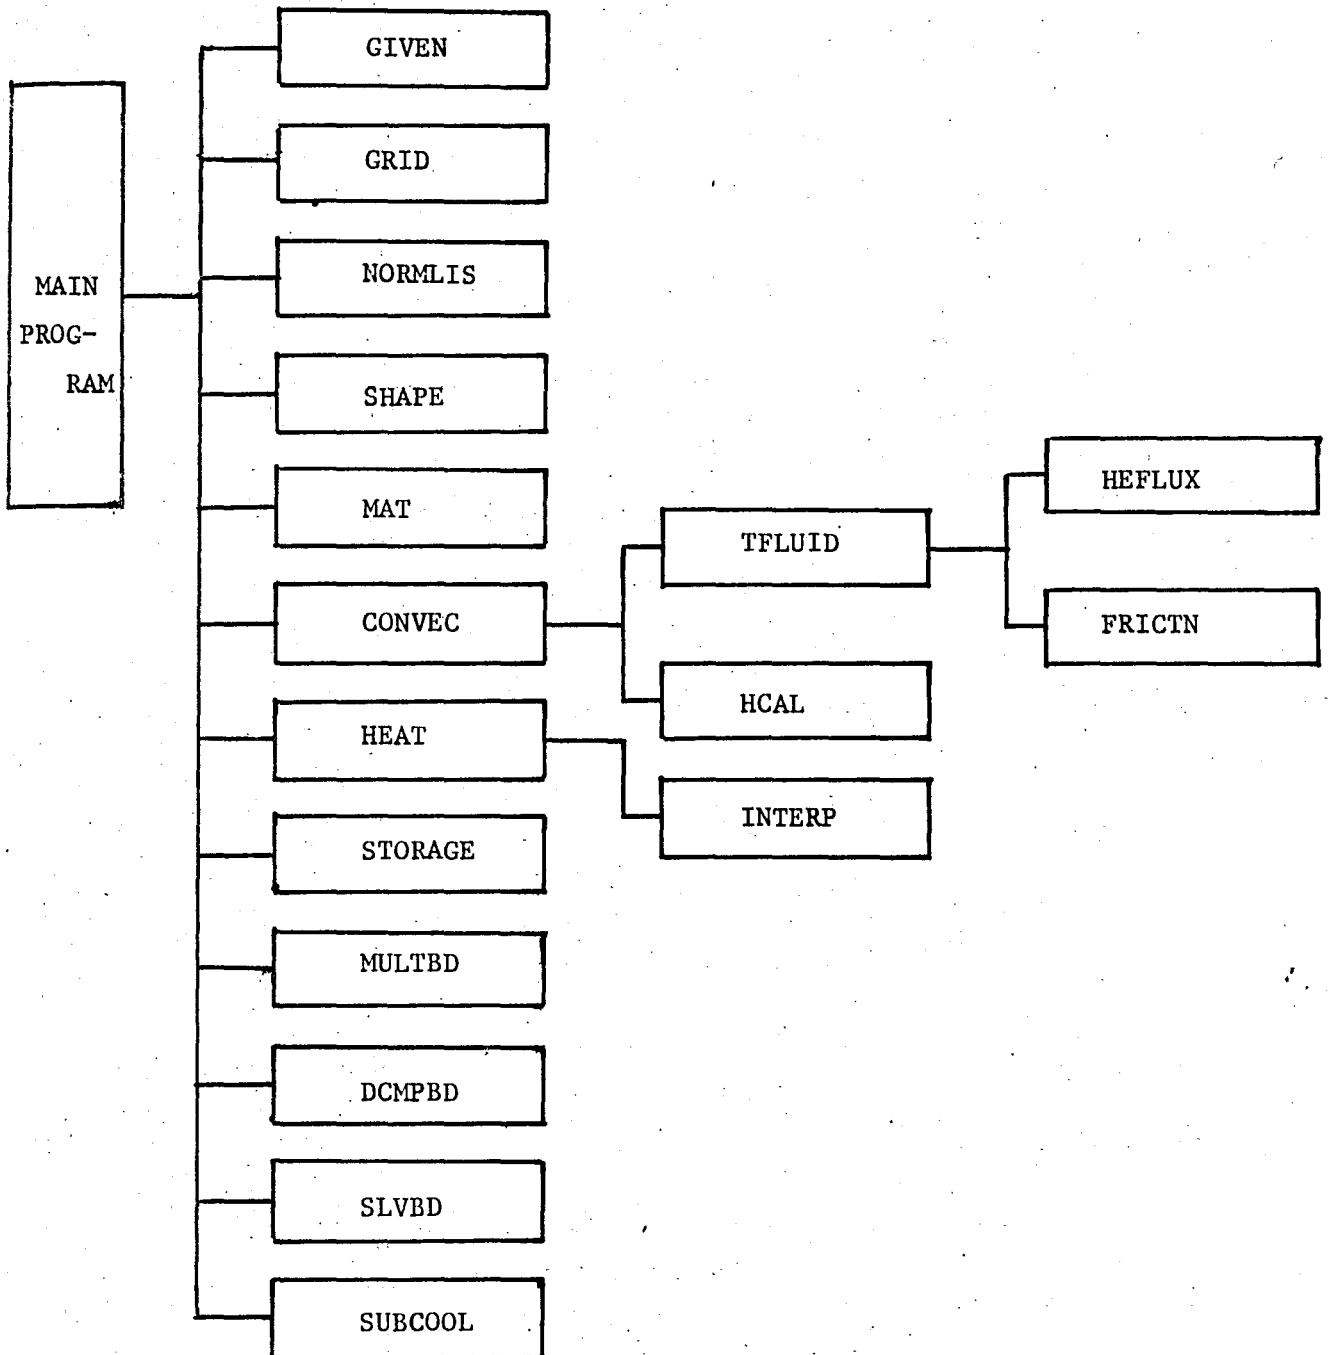 GIVEN
GRID
MAIN
PROG-
RAM
NORMLIS
SHAPE
MAT
CONVEC
HEAT
STORAGE
MULTBD
DCMPBD
SLVBD
SUBCOOL
TFLUID
HCAL
INTERP
HEFLUX
FRICTN